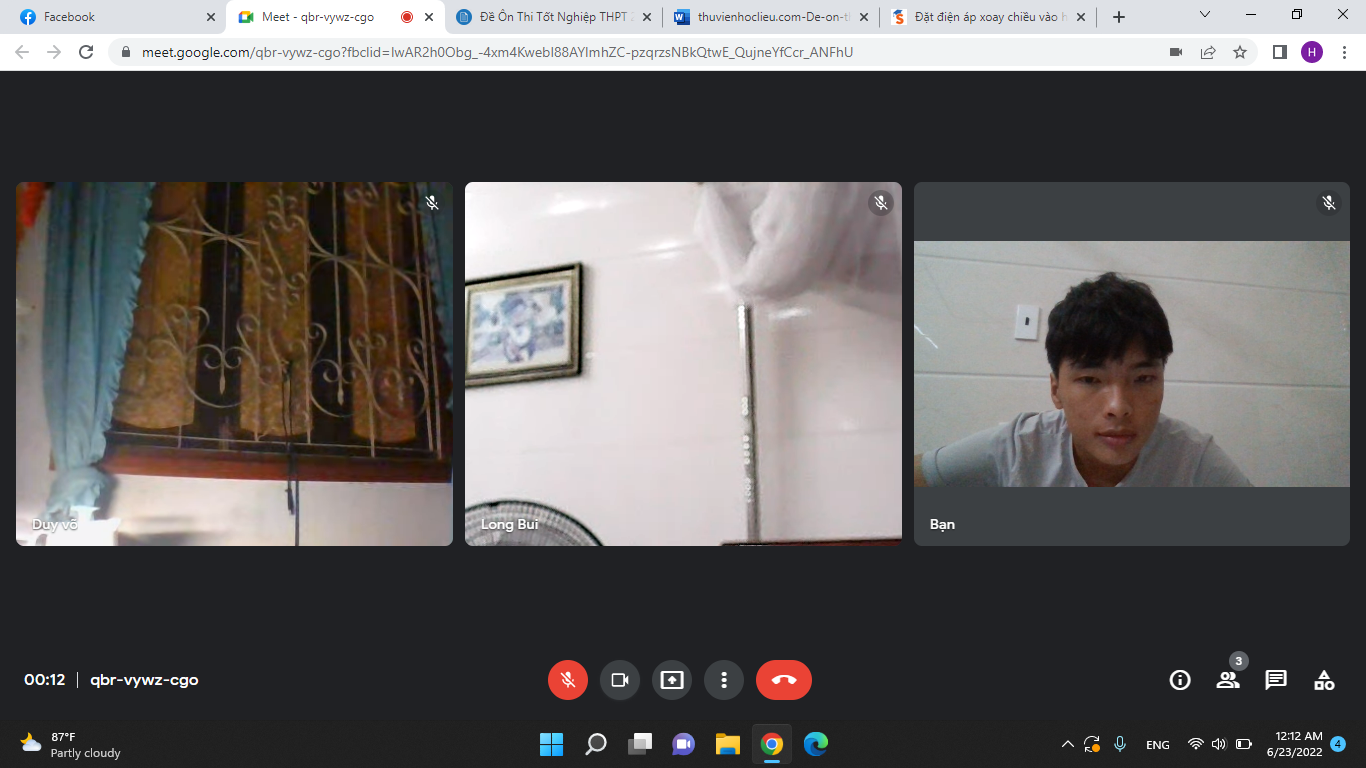 Facebook
Meet - qbr-vywz-cgo
Đề Ôn Thi Tốt Nghiệp THPT 2
thuvienhoclieu.com-De-on-t
Đặt điện áp xoay chiều vào h
meet.google.com/qbr-vywz-cgo?fbclid=IwAR2h0Obg_-4xm4KwebI88AYlmhZC-pzqrzsNBkQtwE_QujneYfCcr_ANFhU
H
Duy võ
Long Bui
Bạn
00:12 | qbr-vywz-cgo
3
87°F
Partly cloudy
ENG
12:12 AM
6/23/2022
4